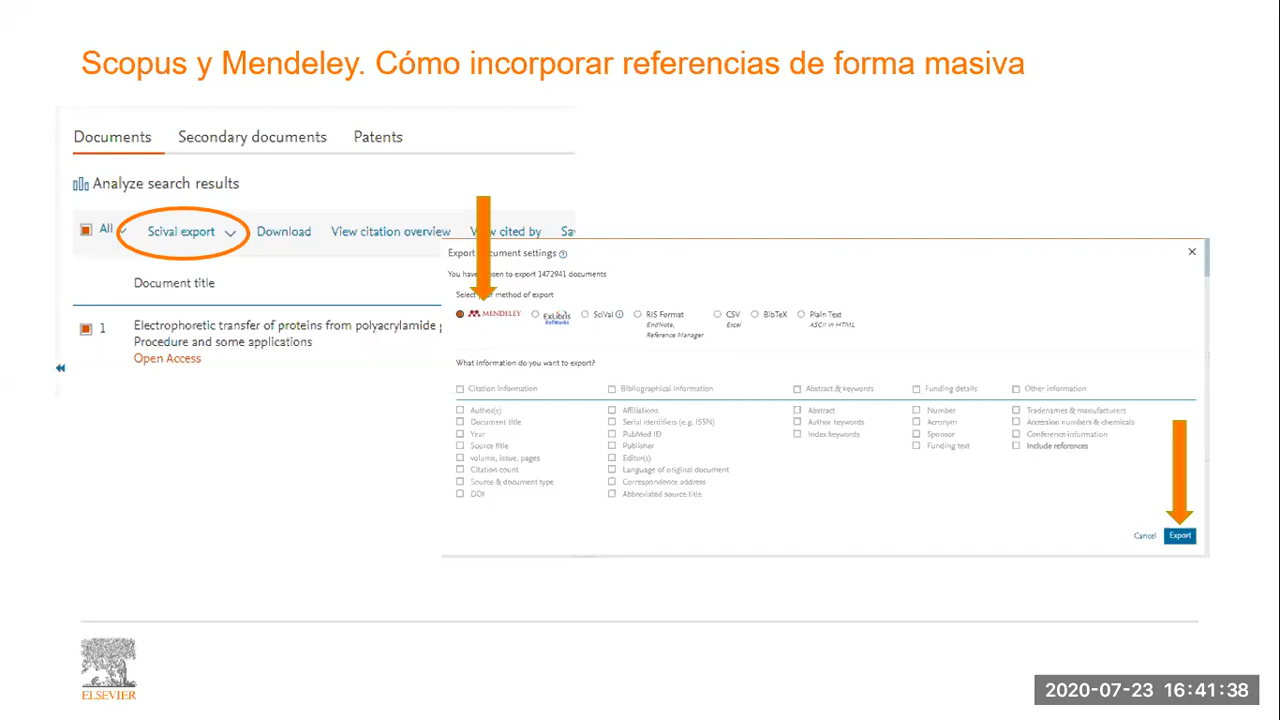 Scopus y Mendeley. Cómo incorporar referencias de forma masiva
Documents Secondary documents Patents
Analyze search results
All Scival export Download View citation overview View cited by Sa
Document title
1 Electrophoretic transfer of proteins from polyacrylamide
Procedure and some applications
Open Access
Export document settings
You have chosen to export 1472941 documents
Select your method of export
MENDELEY ExLibris RefWorks SciVal RIS Format EndNote, Reference Manager CSV Excel BibTeX Plain Text ASCII in HTML
What information do you want to export?
Citation information Bibliographical information Abstract & keywords Funding details Other information
Author(s) Affiliations Abstract Number Tradenames & manufacturers
Document title Serial identifiers (e.g. ISSN) Author keywords Acronym Accession numbers & chemicals
Year PubMed ID Index keywords Sponsor Conference information
Source title Publisher Funding text Include references
volume, issue, pages Editor(s)
Citation count Language of original document
Source & document type Correspondence address
DOI Abbreviated source title
Cancel Export
ELSEVIER
2020-07-23 16:41:38